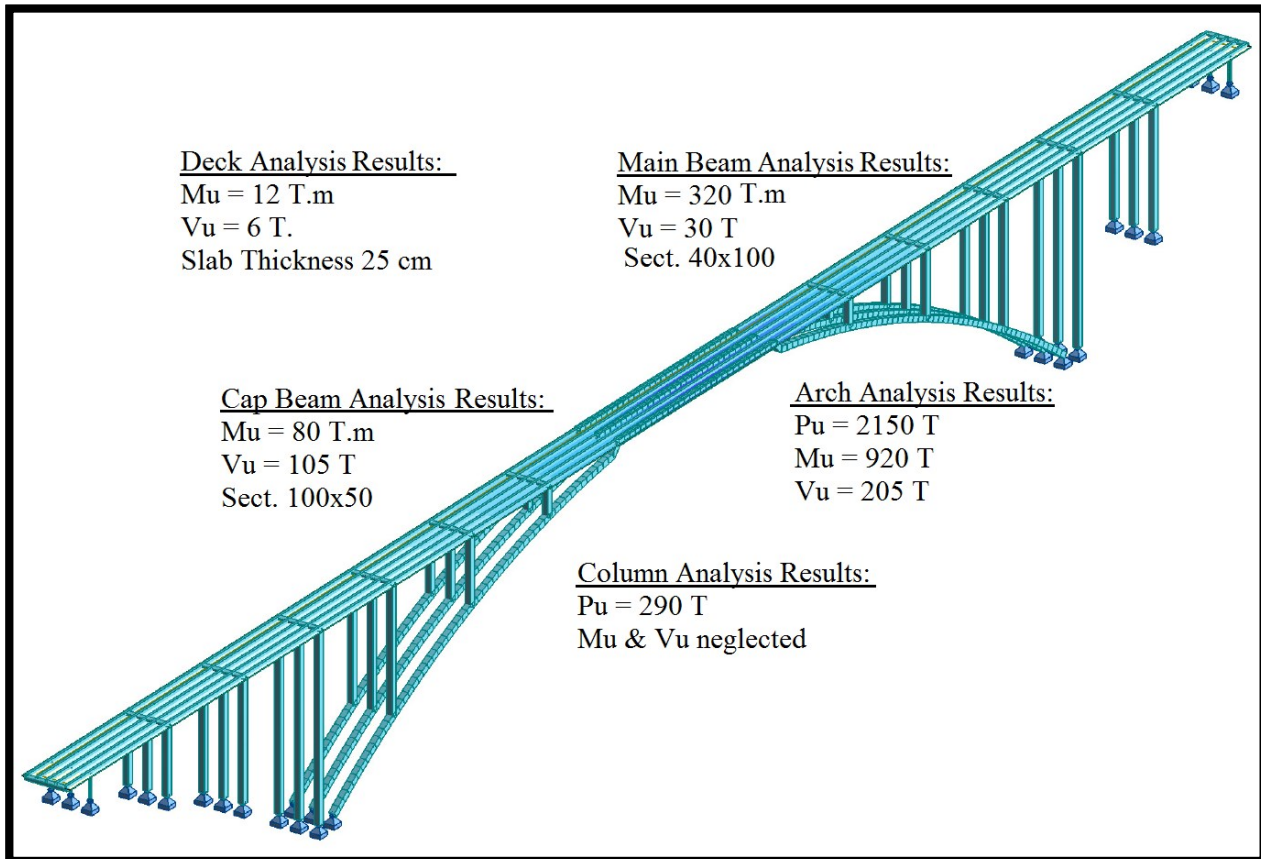 Deck Analysis Results:
Mu = 12 T.m
Vu = 6 T.
Slab Thickness 25 cm
Main Beam Analysis Results:
Mu = 320 T.m
Vu = 30 T
Sect. 40x100
Cap Beam Analysis Results:
Mu = 80 T.m
Vu = 105 T
Sect. 100x50
Arch Analysis Results:
Pu = 2150 T
Mu = 920 T
Vu = 205 T
Column Analysis Results:
Pu = 290 T
Mu & Vu neglected